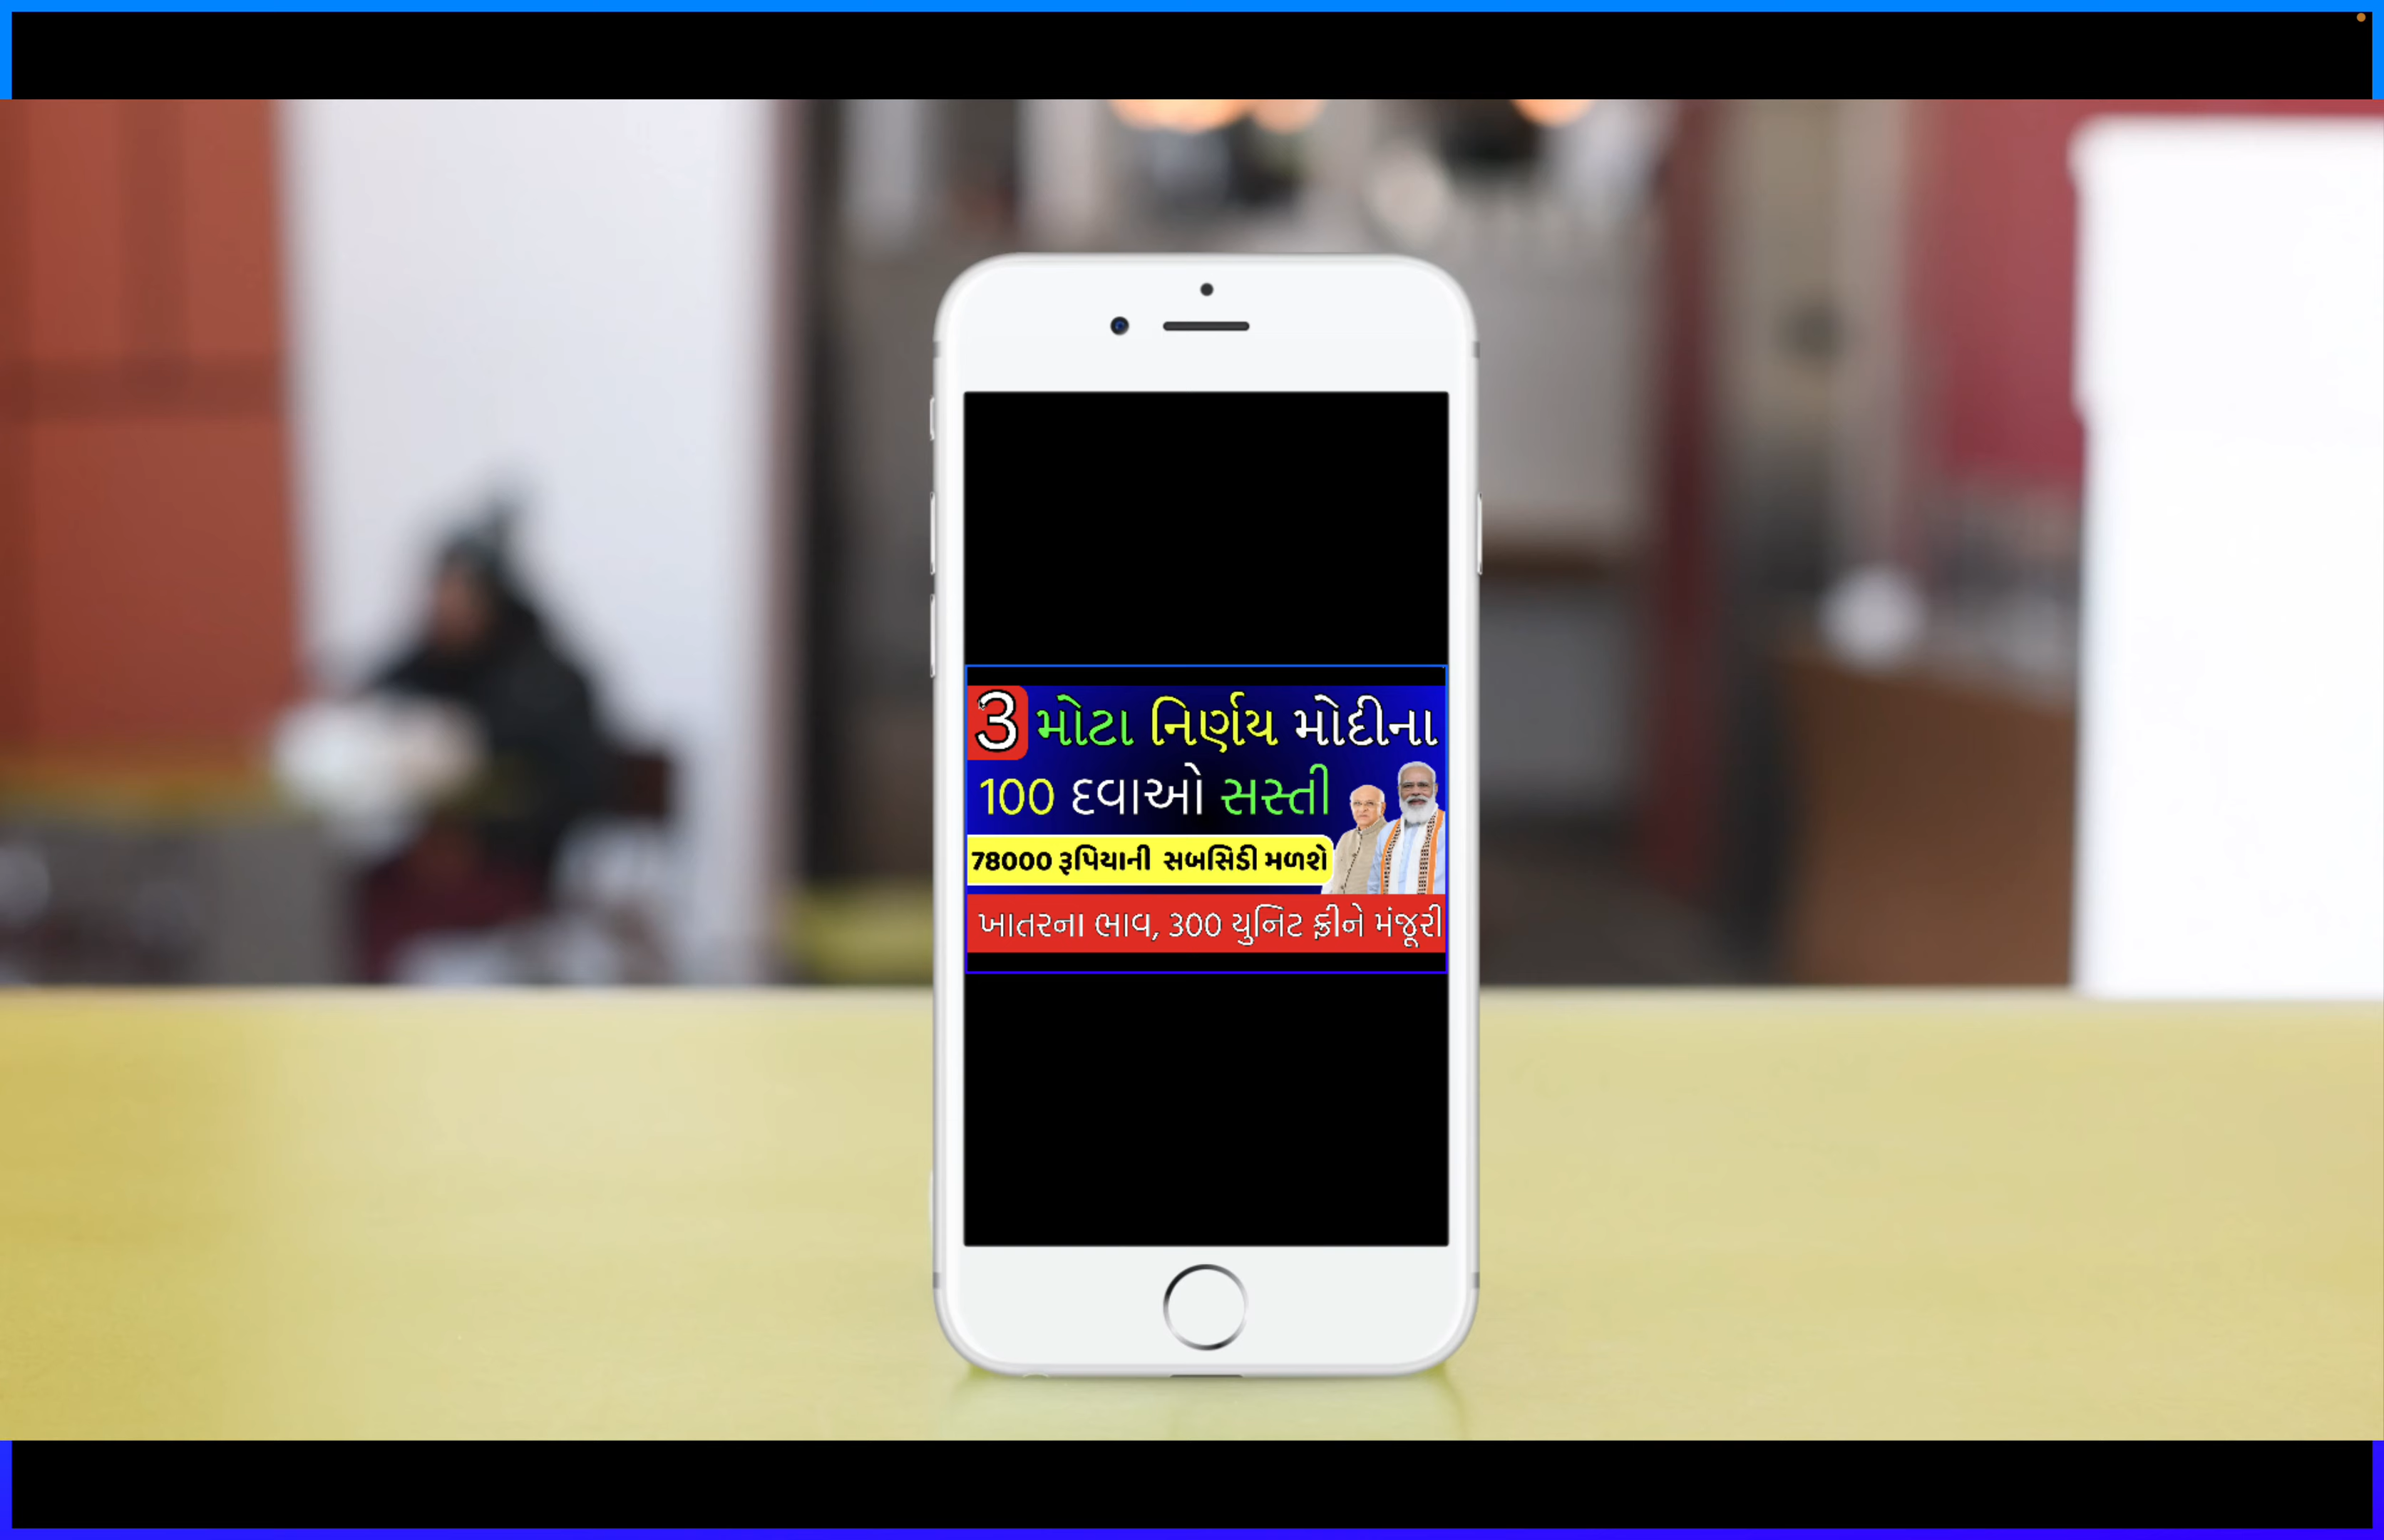 3 મોટા નિર્ણય મોદીના
100 દવાઓ સસ્તી
78000 રૂપિયાની સબસિડી મળશે
ખાતરના ભાવ, 300 યુનિટ ફ્રીને મંજૂરી